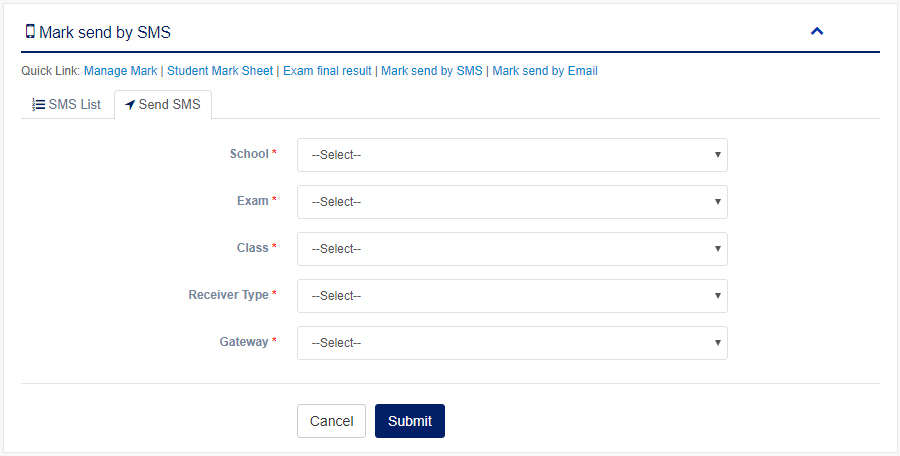 Mark send by SMS
Quick Link: Manage Mark | Student Mark Sheet | Exam final result | Mark send by SMS | Mark send by Email
SMS List Send SMS
School * --Select--
Exam * --Select--
Class * --Select--
Receiver Type * --Select--
Gateway * --Select--
Cancel Submit